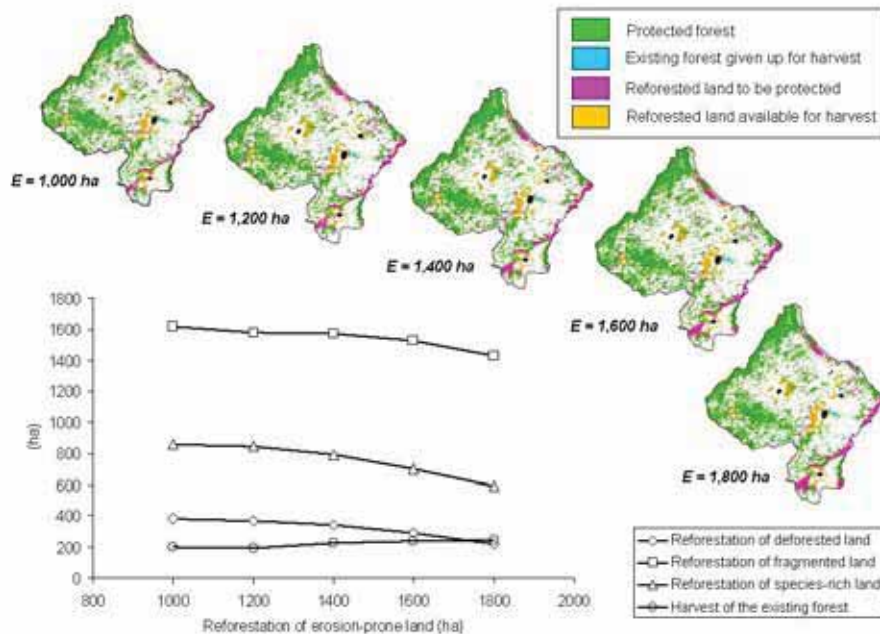 Protected forest
Existing forest given up for harvest
Reforested land to be protected
Reforested land available for harvest
E = 1.000 ha
E = 1,200 ha
E = 1,400 ha
E = 1,600 ha
E = 1,800 ha
1800
1600
1400
1200
1000
800
600
400
200
0
(ha)
800 1000 1200 1400 1600 1800 2000
Reforestation of erosion-prone land (ha)
Reforestation of deforested land
Reforestation of fragmented land
Reforestation of species-rich land
Harvest of the existing forest